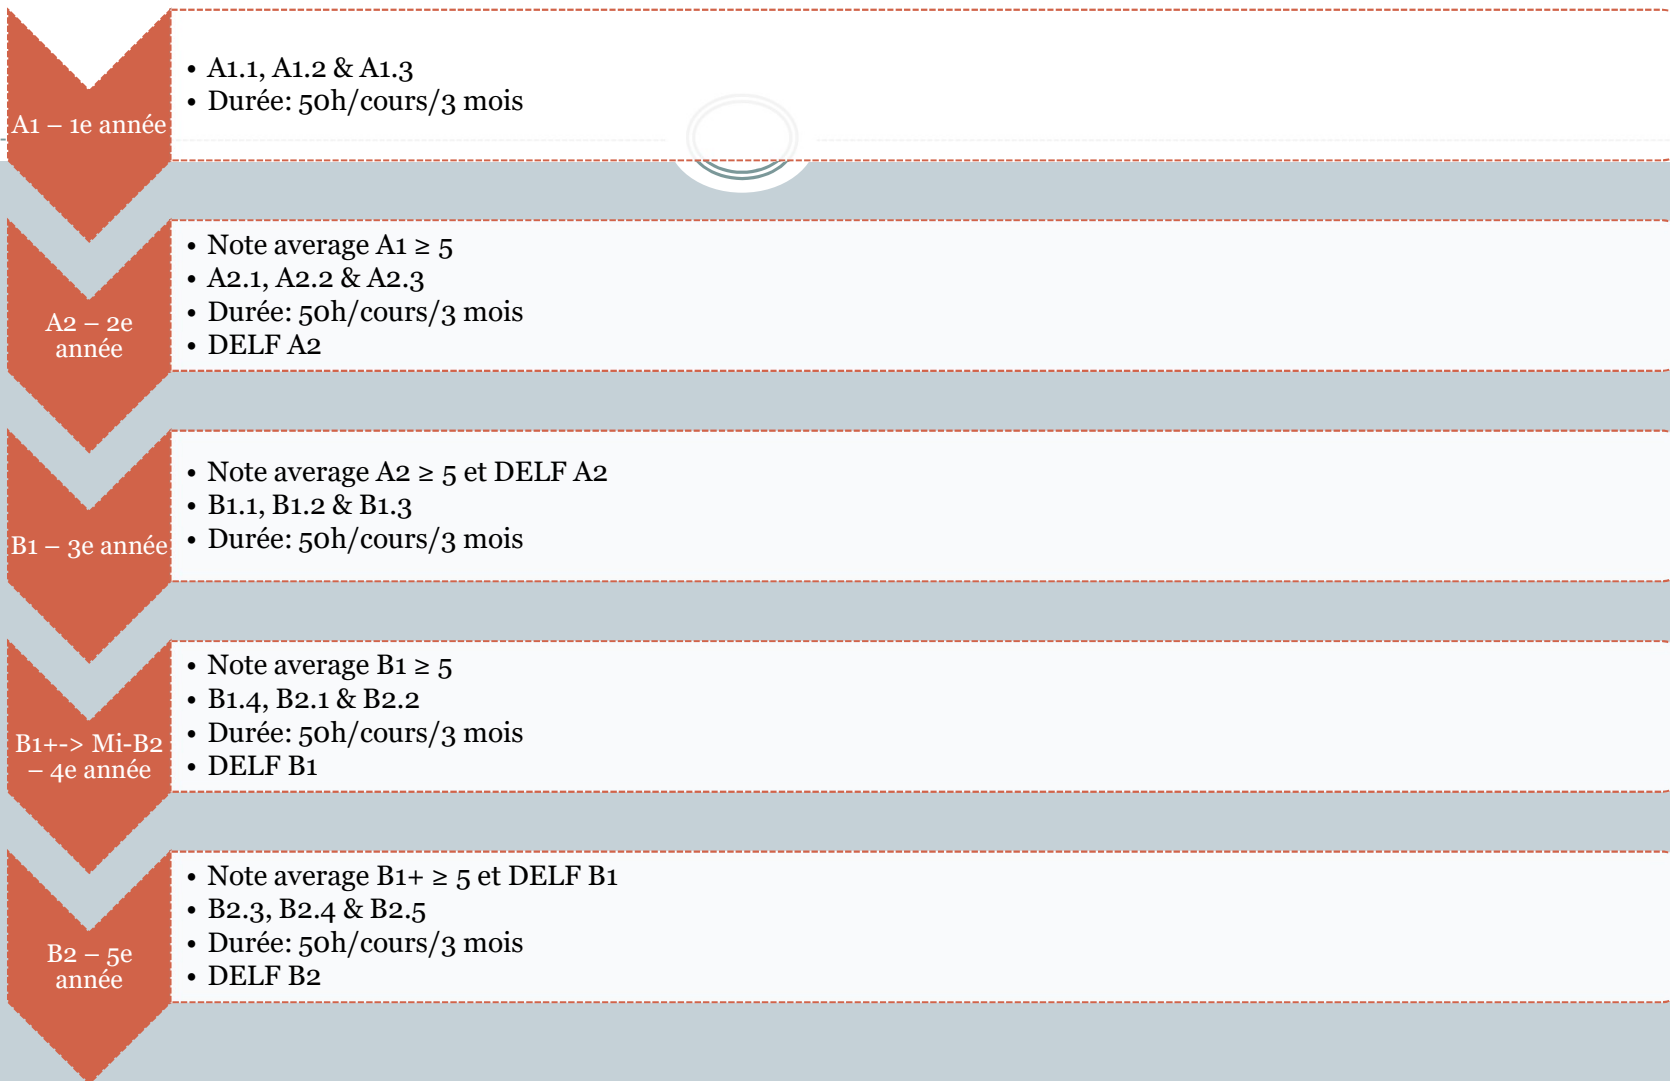 A1 – 1e année
• A1.1, A1.2 & A1.3
• Durée: 50h/cours/3 mois
A2 – 2e
année
• Note average A1 ≥ 5
• A2.1, A2.2 & A2.3
• Durée: 50h/cours/3 mois
• DELF A2
B1 – 3e année
• Note average A2 ≥ 5 et DELF A2
• B1.1, B1.2 & B1.3
• Durée: 50h/cours/3 mois
B1+-> Mi-B2
– 4e année
• Note average B1 ≥ 5
• B1.4, B2.1 & B2.2
• Durée: 50h/cours/3 mois
• DELF B1
B2 – 5e
année
• Note average B1+ ≥ 5 et DELF B1
• B2.3, B2.4 & B2.5
• Durée: 50h/cours/3 mois
• DELF B2